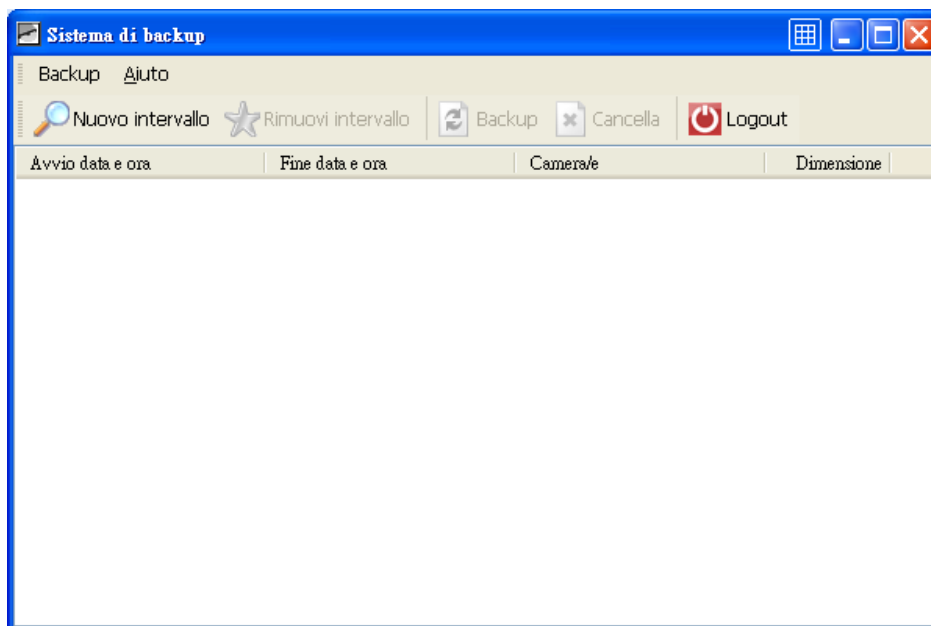 Sistema di backup
Backup Aiuto
Nuovo intervallo Rimuovi intervallo Backup Cancella Logout
Avvio data e ora Fine data e ora Camera/e Dimensione